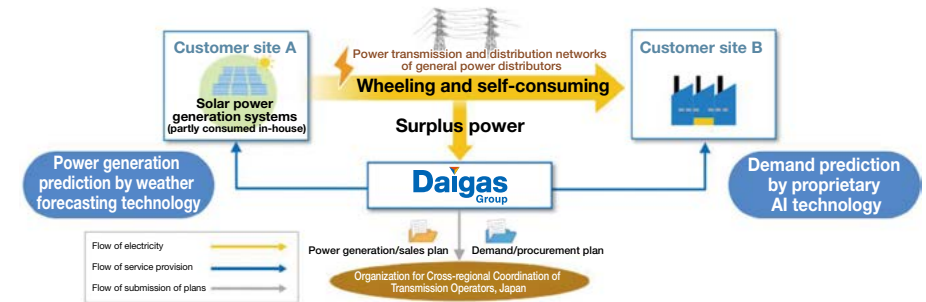 Customer site A
Solar power
generation systems
(partly consumed in-house)
Power transmission and distribution networks
of general power distributors
Wheeling and self-consuming
Surplus power
Customer site B
Power generation
prediction by weather
forecasting technology
Daigas
Group
Demand prediction
by proprietary
AI technology
Flow of electricity
Flow of service provision
Flow of submission of plans
Power generation/sales plan
Demand/procurement plan
Organization for Cross-regional Coordination of
Transmission Operators, Japan